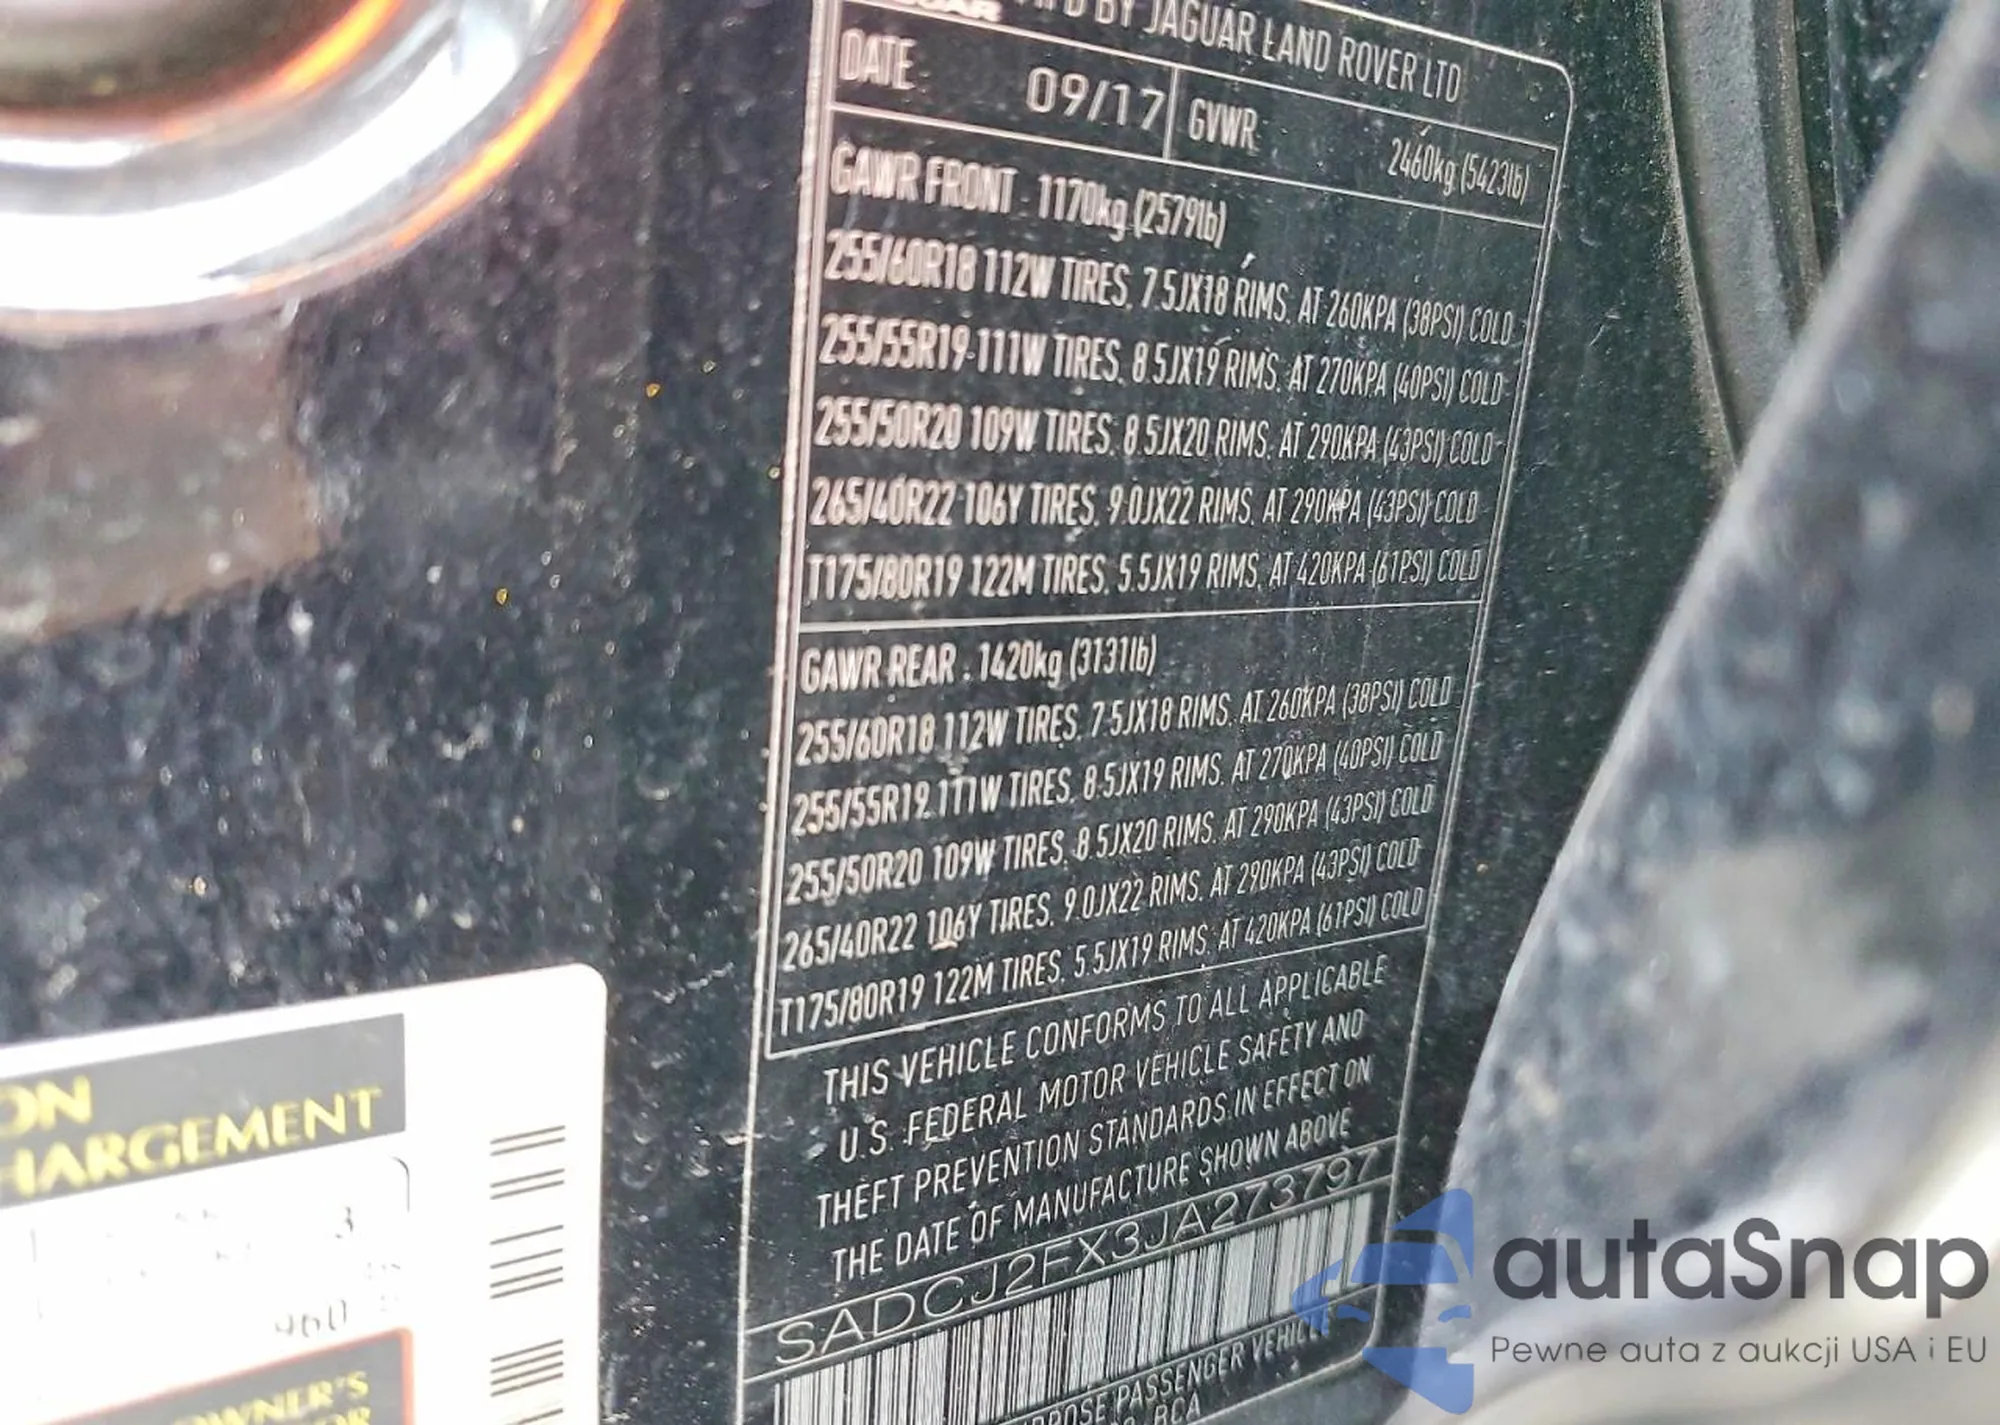 BY JAGUAR LAND ROVER LTD
DATE: 09/17 GVWR: 2460kg (5423lb)
GAWR FRONT : 1170kg (2579lb)
255/60R18 112W TIRES, 7.5JX18 RIMS, AT 260KPA (38PSI) COLD
255/55R19 111W TIRES, 8.5JX19 RIMS, AT 270KPA (40PSI) COLD
255/50R20 109W TIRES, 8.5JX20 RIMS, AT 290KPA (43PSI) COLD
265/40R22 106Y TIRES, 9.0JX22 RIMS, AT 290KPA (43PSI) COLD
T175/80R19 122M TIRES, 5.5JX19 RIMS, AT 420KPA (61PSI) COLD
GAWR REAR : 1420kg (3131lb)
255/60R18 112W TIRES, 7.5JX18 RIMS, AT 260KPA (38PSI) COLD
255/55R19 111W TIRES, 8.5JX19 RIMS, AT 270KPA (40PSI) COLD
255/50R20 109W TIRES, 8.5JX20 RIMS, AT 290KPA (43PSI) COLD
265/40R22 106Y TIRES, 9.0JX22 RIMS, AT 290KPA (43PSI) COLD
T175/80R19 122M TIRES, 5.5JX19 RIMS, AT 420KPA (61PSI) COLD
THIS VEHICLE CONFORMS TO ALL APPLICABLE
U.S. FEDERAL MOTOR VEHICLE SAFETY AND
THEFT PREVENTION STANDARDS IN EFFECT ON
THE DATE OF MANUFACTURE SHOWN ABOVE
SADCJ2FX3JA273797
PASSENGER VEHICLE
BCA
ON
HARGEMENT
3
960
OWNER'S
autaSnap
Pewne auta z aukcji USA i EU